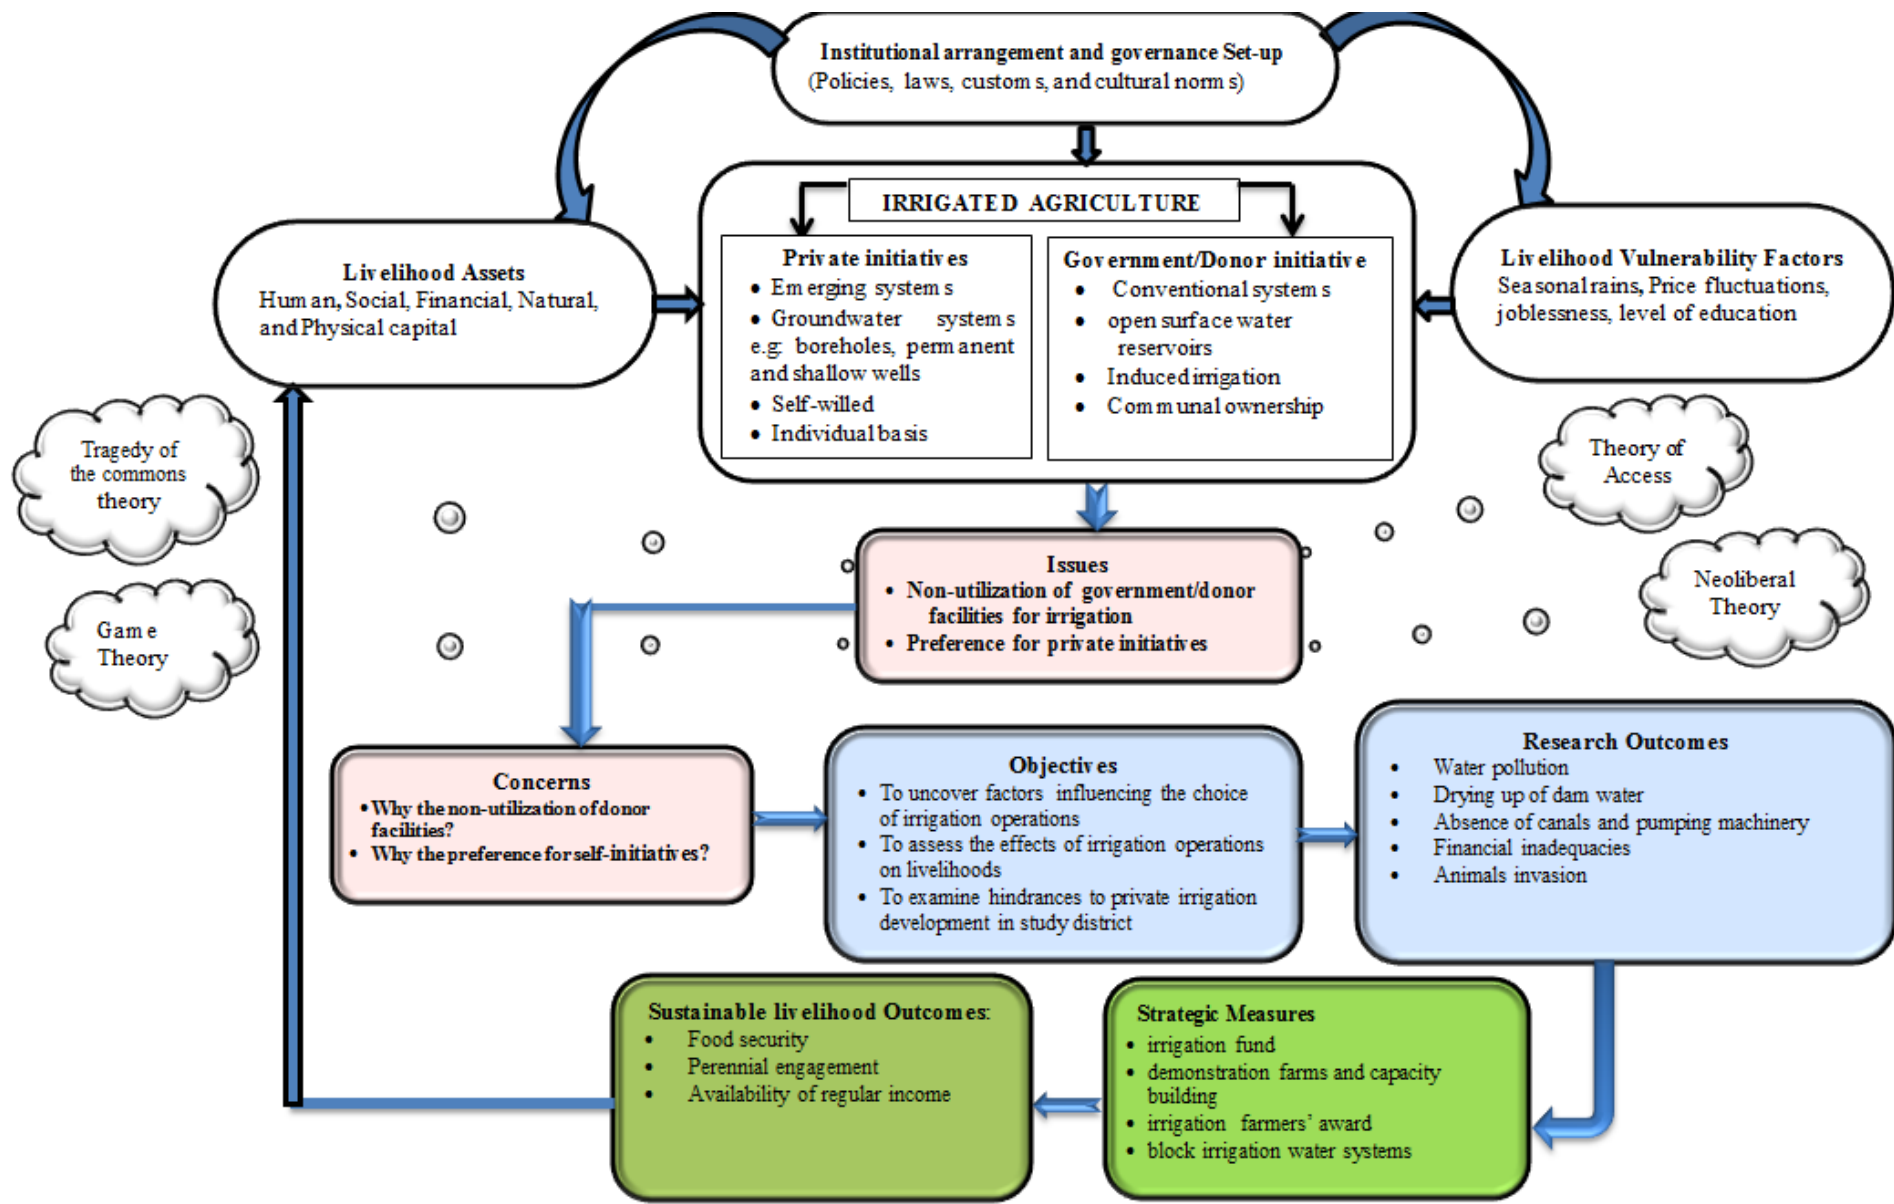 Institutional arrangement and governance Set-up
(Policies, laws, customs, and cultural norms)
IRRIGATED AGRICULTURE
Private initiatives
• Emerging systems
• Groundwater systems
e.g: boreholes, permanent
and shallow wells
• Self-willed
• Individual basis
Government/Donor initiative
• Conventional systems
• open surface water
reservoirs
• Induced irrigation
• Communal ownership
Livelihood Assets
Human, Social, Financial, Natural,
and Physical capital
Livelihood Vulnerability Factors
Seasonal rains, Price fluctuations,
joblessness, level of education
Tragedy of
the commons
theory
Game
Theory
Theory of
Access
Neoliberal
Theory
Issues
• Non-utilization of government/donor
facilities for irrigation
• Preference for private initiatives
Concerns
• Why the non-utilization of donor
facilities?
• Why the preference for self-initiatives?
Objectives
• To uncover factors influencing the choice
of irrigation operations
• To assess the effects of irrigation operations
on livelihoods
• To examine hindrances to private irrigation
development in study district
Research Outcomes
• Water pollution
• Drying up of dam water
• Absence of canals and pumping machinery
• Financial inadequacies
• Animals invasion
Sustainable livelihood Outcomes:
• Food security
• Perennial engagement
• Availability of regular income
Strategic Measures
• irrigation fund
• demonstration farms and capacity
building
• irrigation farmers’ award
• block irrigation water systems